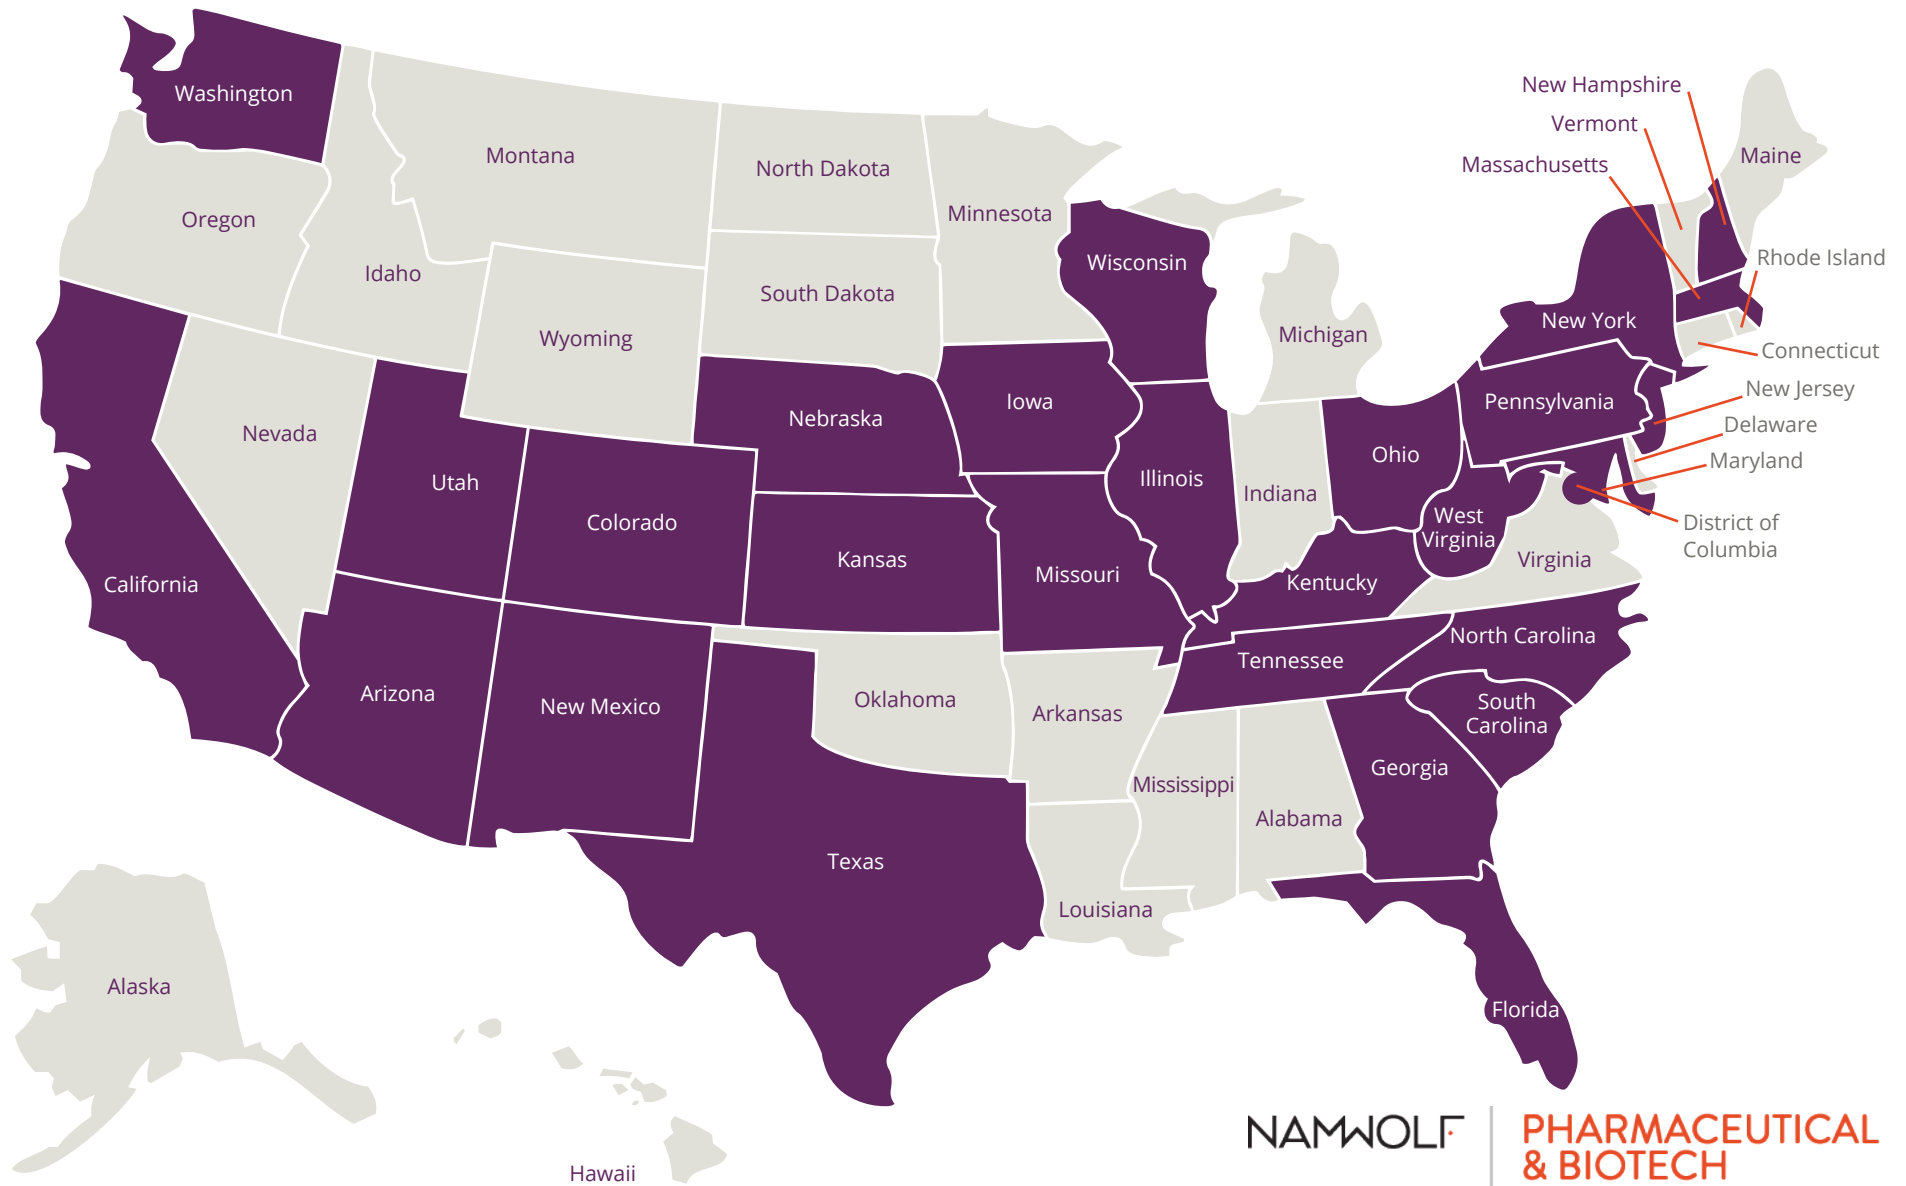 Washington
New Hampshire
Vermont
Massachusetts
Maine
Montana
North Dakota
Minnesota
Oregon
Idaho
Wisconsin
Rhode Island
South Dakota
Wyoming
Michigan
New York
Connecticut
New Jersey
Nevada
Nebraska
Iowa
Pennsylvania
Delaware
Utah
Illinois
Indiana
Ohio
Maryland
Colorado
Kansas
Missouri
Kentucky
West
Virginia
Virginia
District of
Columbia
California
Arizona
New Mexico
Oklahoma
Arkansas
Tennessee
North Carolina
South
Carolina
Mississippi
Alabama
Georgia
Texas
Louisiana
Florida
Alaska
Hawaii
NAMWOLF
PHARMACEUTICAL
& BIOTECH